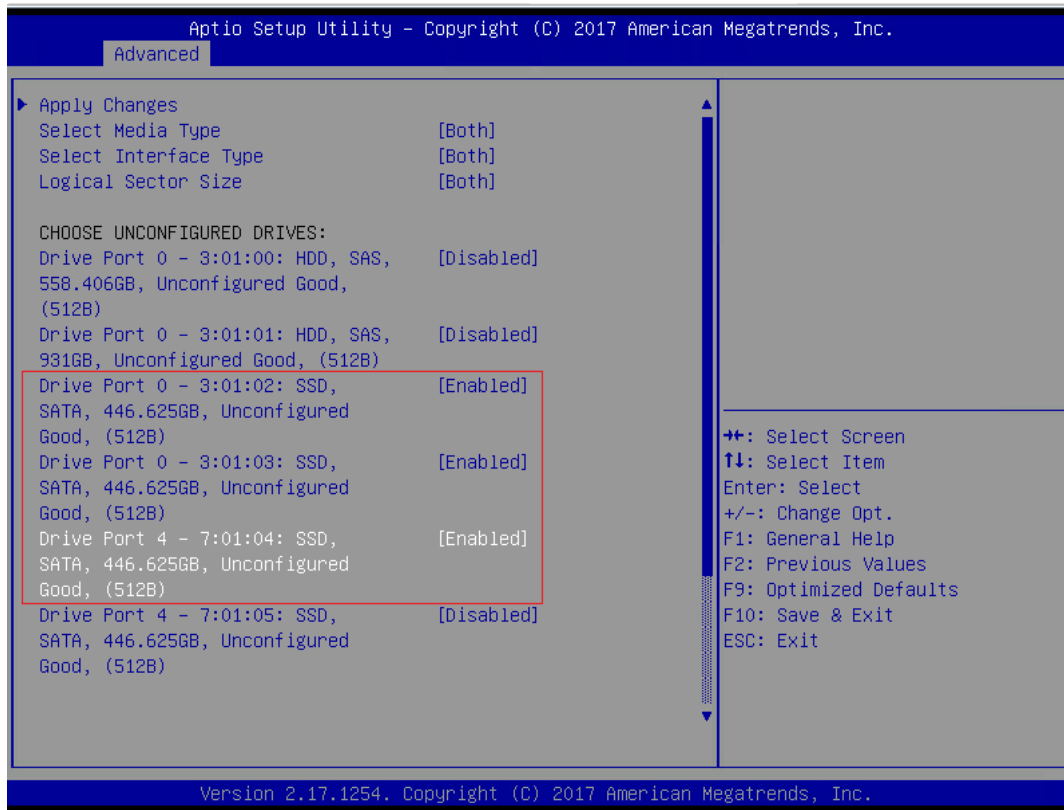 Aptio Setup Utility – Copyright (C) 2017 American Megatrends, Inc.
Advanced
Apply Changes
Select Media Type [Both]
Select Interface Type [Both]
Logical Sector Size [Both]
CHOOSE UNCONFIGURED DRIVES:
Drive Port 0 – 3:01:00: HDD, SAS, [Disabled]
558.406GB, Unconfigured Good,
(512B)
Drive Port 0 – 3:01:01: HDD, SAS, [Disabled]
931GB, Unconfigured Good, (512B)
Drive Port 0 – 3:01:02: SSD, [Enabled]
SATA, 446.625GB, Unconfigured
Good, (512B)
Drive Port 0 – 3:01:03: SSD, [Enabled]
SATA, 446.625GB, Unconfigured
Good, (512B)
Drive Port 4 – 7:01:04: SSD, [Enabled]
SATA, 446.625GB, Unconfigured
Good, (512B)
Drive Port 4 – 7:01:05: SSD, [Disabled]
SATA, 446.625GB, Unconfigured
Good, (512B)
→←: Select Screen
↑↓: Select Item
Enter: Select
+/-: Change Opt.
F1: General Help
F2: Previous Values
F9: Optimized Defaults
F10: Save & Exit
ESC: Exit
Version 2.17.1254. Copyright (C) 2017 American Megatrends, Inc.